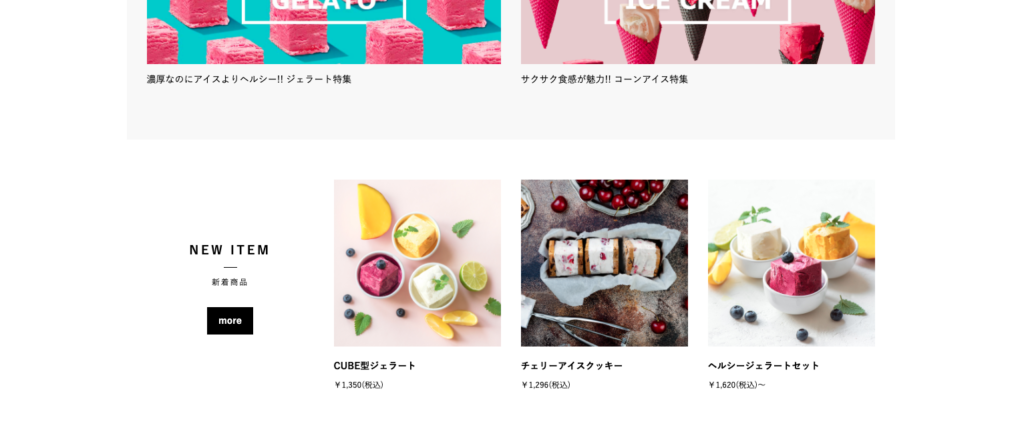 GELATO
ICE CREAM
濃厚なのにアイスよりヘルシー!! ジェラート特集
サクサク食感が魅力!! コーンアイス特集
NEW ITEM
新着商品
more
CUBE型ジェラート
￥1,350(税込)
チェリーアイスクッキー
￥1,296(税込)
ヘルシージェラートセット
￥1,620(税込)～